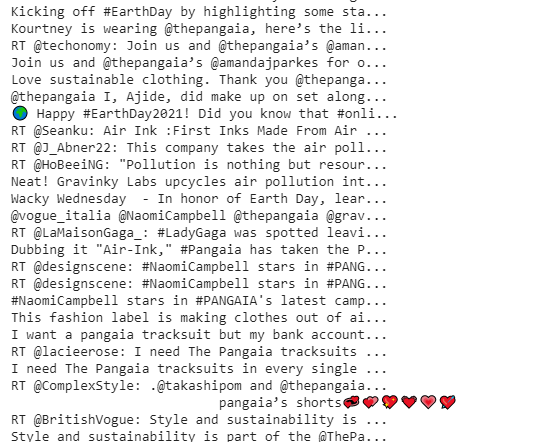 Kicking off #EarthDay by highlighting some sta...
Kourtney is wearing @thepangaia, here’s the li...
RT @techonomy: Join us and @thepangaia’s @aman...
Join us and @thepangaia’s @amandajparkes for o...
Love sustainable clothing. Thank you @thepanga...
@thepangaia I, Ajide, did make up on set along...
🌍 Happy #EarthDay2021! Did you know that #onli...
RT @Seanku: Air Ink :First Inks Made From Air ...
RT @J_Abner22: This company takes the air poll...
RT @HoBeeiNG: "Pollution is nothing but resour...
Neat! Gravinky Labs upcycles air pollution int...
Wacky Wednesday  - In honor of Earth Day, lear...
@vogue_italia @NaomiCampbell @thepangaia @grav...
RT @LaMaisonGaga_: #LadyGaga was spotted leavi...
Dubbing it "Air-Ink," #Pangaia has taken the P...
RT @designscene: #NaomiCampbell stars in #PANG...
RT @designscene: #NaomiCampbell stars in #PANG...
#NaomiCampbell stars in #PANGAIA's latest camp...
This fashion label is making clothes out of ai...
I want a pangaia tracksuit but my bank account...
RT @lacieerose: I need The Pangaia tracksuits ...
I need The Pangaia tracksuits in every single ...
RT @ComplexStyle: .@takashipom and @thepangaia...
pangaia’s shorts💋💕💖❤️💗💞
RT @BritishVogue: Style and sustainability is ...
Style and sustainability is part of the @ThePa...